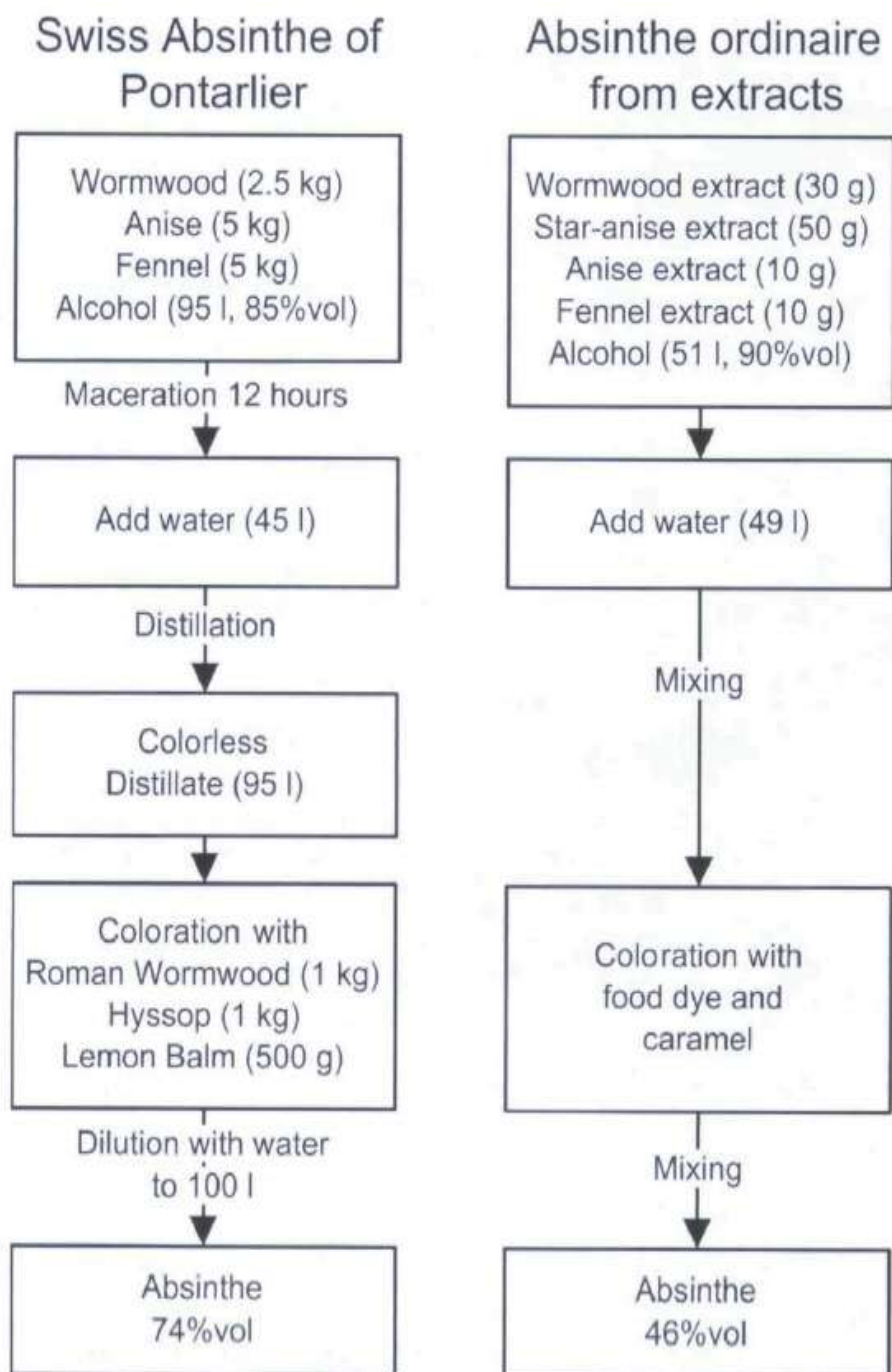 Swiss Absinthe of
Pontarlier
Wormwood (2.5 kg)
Anise (5 kg)
Fennel (5 kg)
Alcohol (95 l, 85%vol)
Maceration 12 hours
Add water (45 l)
Distillation
Colorless
Distillate (95 l)
Coloration with
Roman Wormwood (1 kg)
Hyssop (1 kg)
Lemon Balm (500 g)
Dilution with water
to 100 l
Absinthe
74%vol
Absinthe ordinaire
from extracts
Wormwood extract (30 g)
Star-anise extract (50 g)
Anise extract (10 g)
Fennel extract (10 g)
Alcohol (51 l, 90%vol)
Add water (49 l)
Mixing
Coloration with
food dye and
caramel
Mixing
Absinthe
46%vol